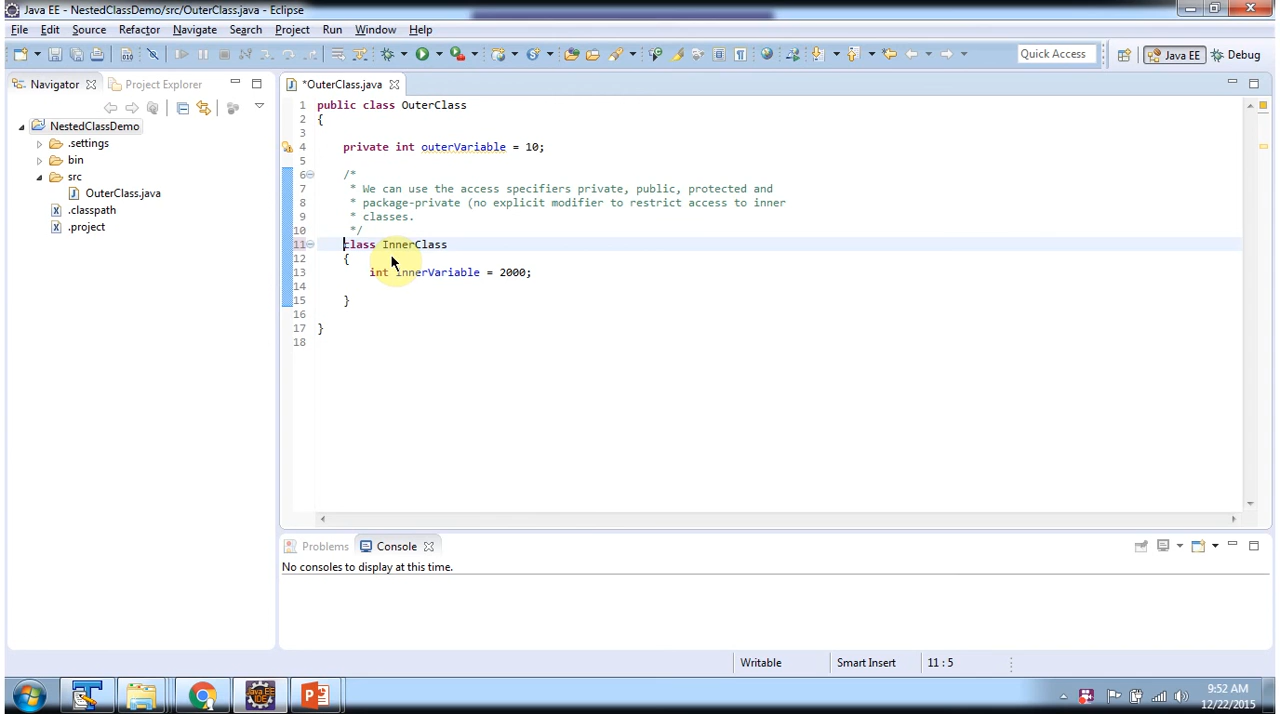 Java EE - NestedClassDemo/src/OuterClass.java - Eclipse
File Edit Source Refactor Navigate Search Project Run Window Help
Quick Access Java EE Debug
Navigator Project Explorer
*OuterClass.java
NestedClassDemo
.settings
bin
src
OuterClass.java
.classpath
.project
1 public class OuterClass
2 {
3
4 private int outerVariable = 10;
5
6 /*
7 * We can use the access specifiers private, public, protected and
8 * package-private (no explicit modifier to restrict access to inner
9 * classes.
10 */
11 class InnerClass
12 {
13 int innerVariable = 2000;
14
15 }
16
17 }
18
Problems Console
No consoles to display at this time.
Writable Smart Insert 11 : 5
Java EE IDE
9:52 AM
12/22/2015